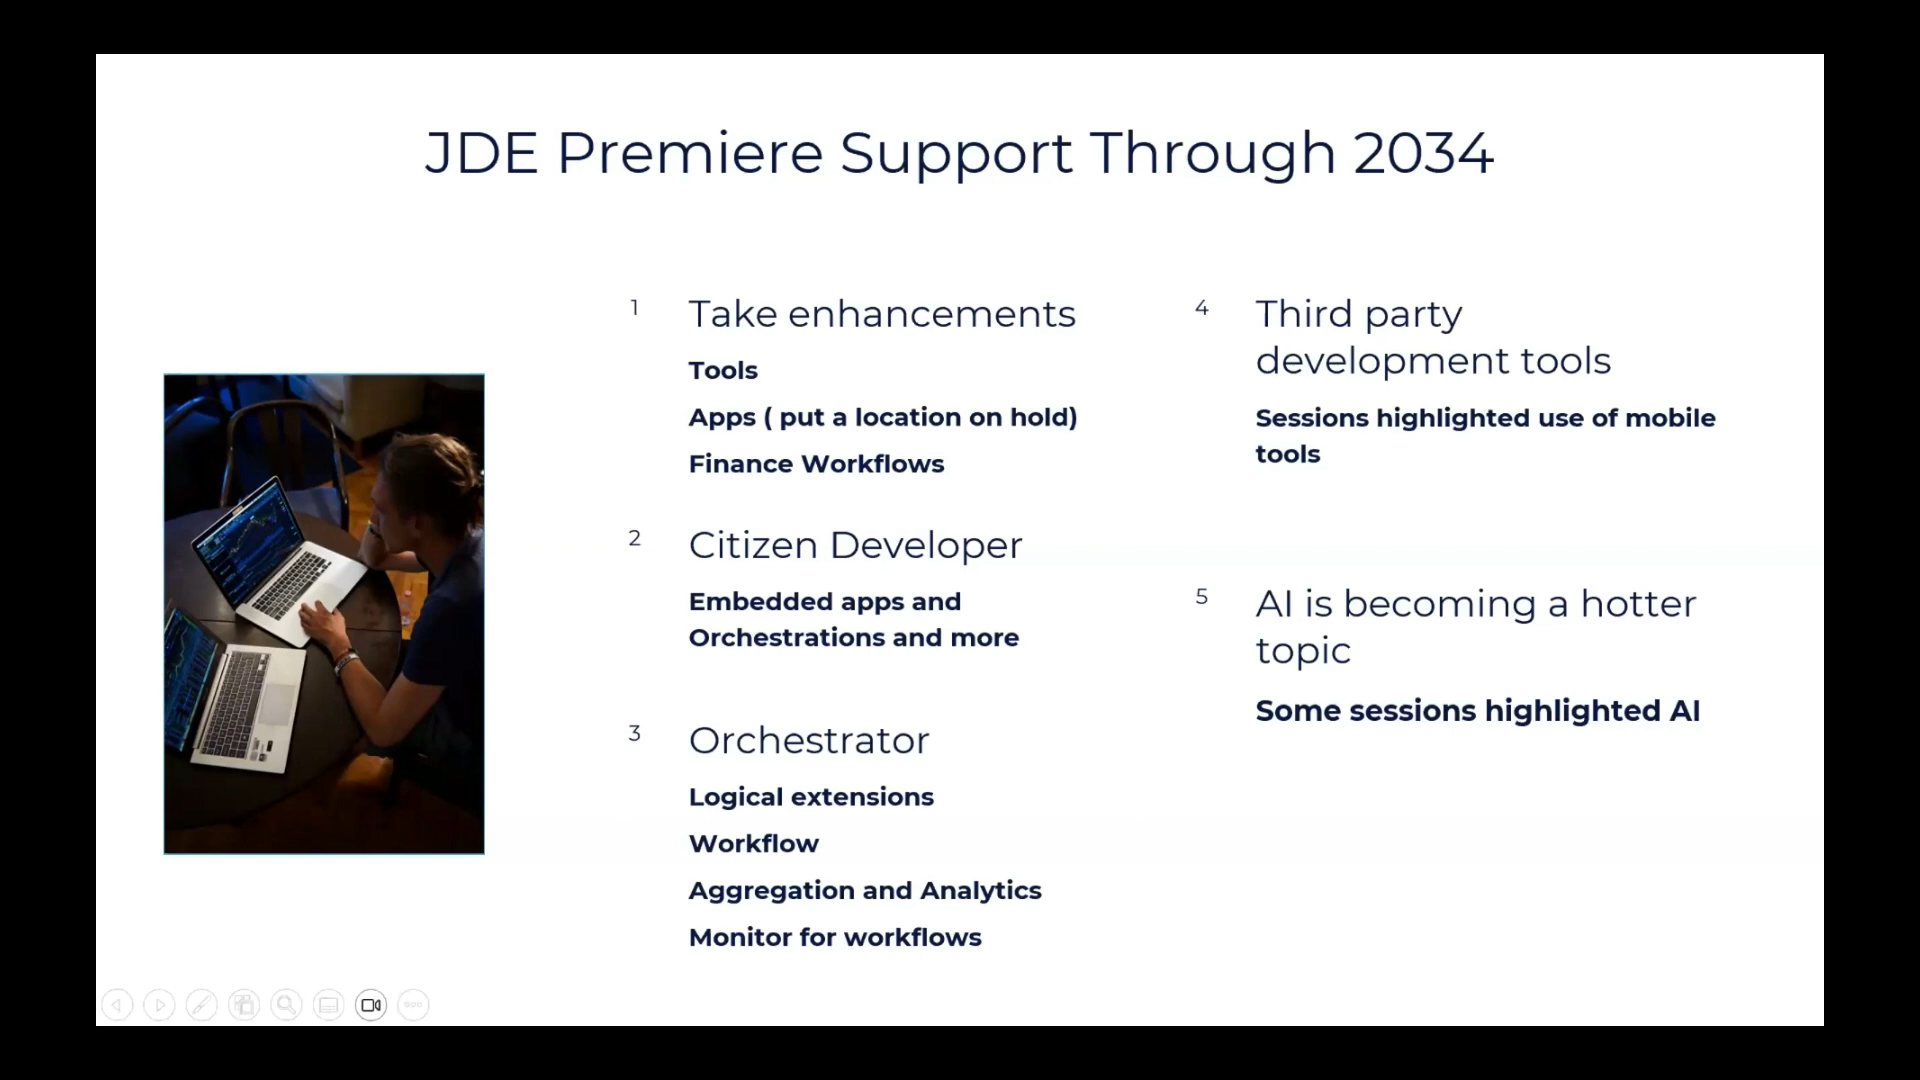 JDE Premiere Support Through 2034
1
Take enhancements
Tools
Apps ( put a location on hold)
Finance Workflows
2
Citizen Developer
Embedded apps and
Orchestrations and more
3
Orchestrator
Logical extensions
Workflow
Aggregation and Analytics
Monitor for workflows
4
Third party
development tools
Sessions highlighted use of mobile
tools
5
AI is becoming a hotter
topic
Some sessions highlighted AI